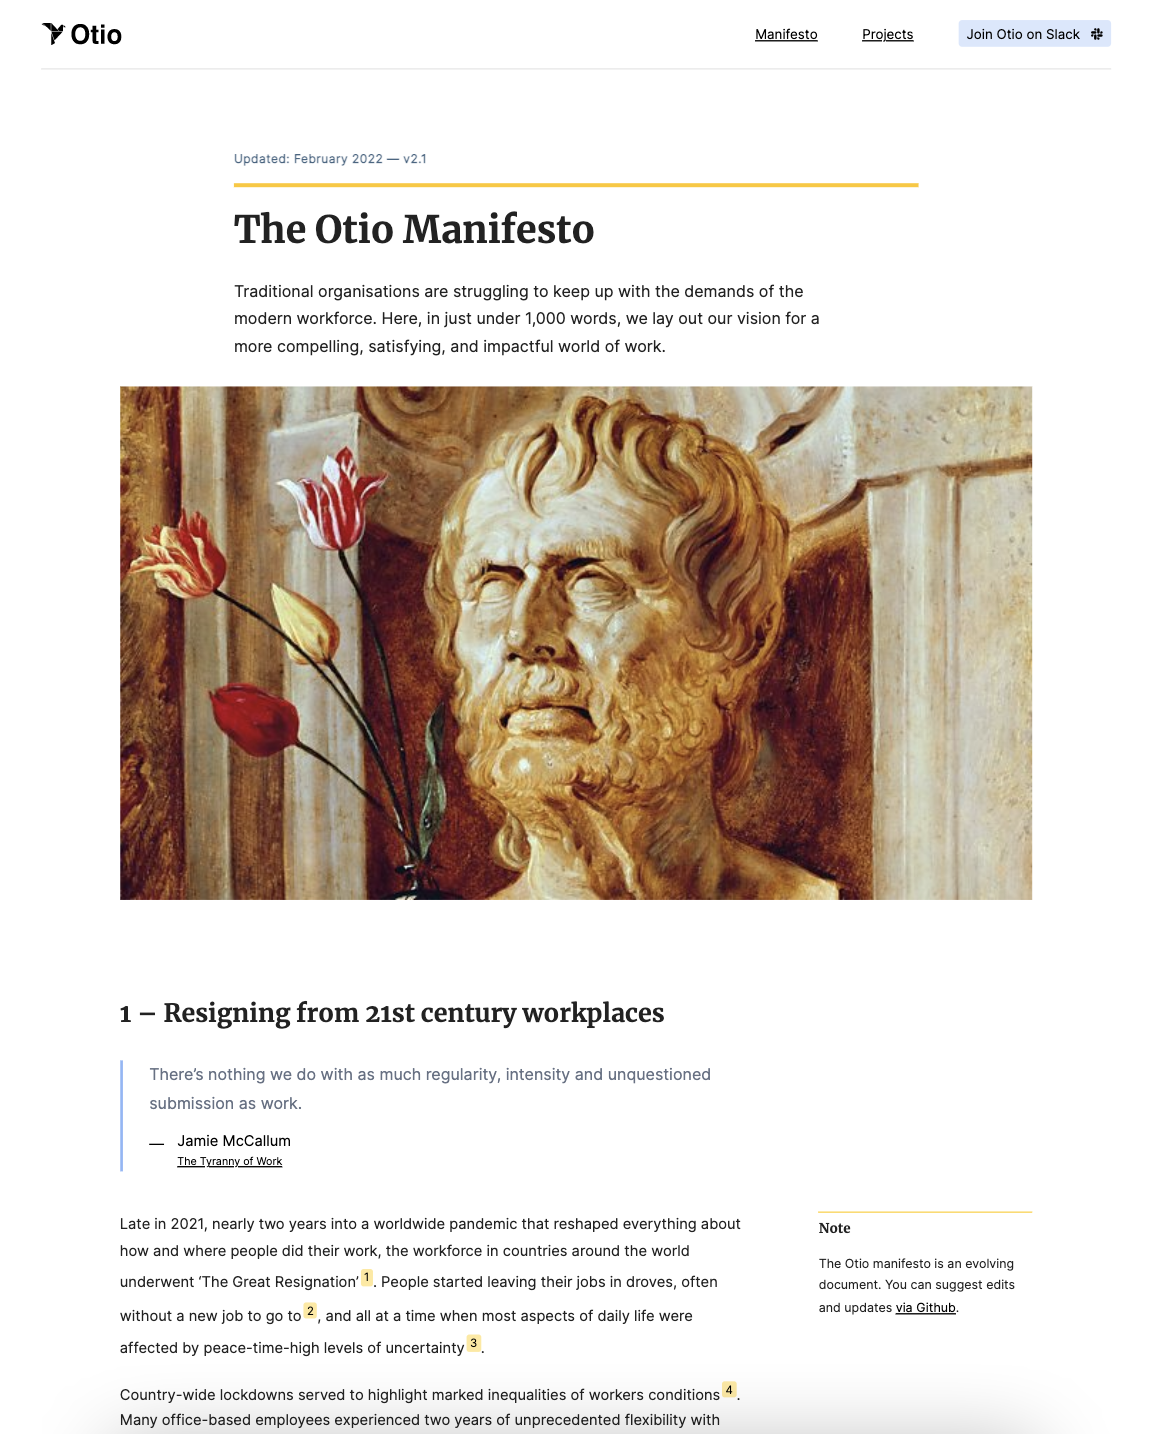 Otio
Manifesto
Projects
Join Otio on Slack
Updated: February 2022 — v2.1
The Otio Manifesto
Traditional organisations are struggling to keep up with the demands of the
modern workforce. Here, in just under 1,000 words, we lay out our vision for a
more compelling, satisfying, and impactful world of work.
1 – Resigning from 21st century workplaces
There’s nothing we do with as much regularity, intensity and unquestioned
submission as work.
— Jamie McCallum
The Tyranny of Work
Late in 2021, nearly two years into a worldwide pandemic that reshaped everything about
how and where people did their work, the workforce in countries around the world
underwent ‘The Great Resignation’ 1. People started leaving their jobs in droves, often
without a new job to go to 2, and all at a time when most aspects of daily life were
affected by peace-time-high levels of uncertainty 3.
Country-wide lockdowns served to highlight marked inequalities of workers conditions 4.
Many office-based employees experienced two years of unprecedented flexibility with
Note
The Otio manifesto is an evolving
document. You can suggest edits
and updates via Github.